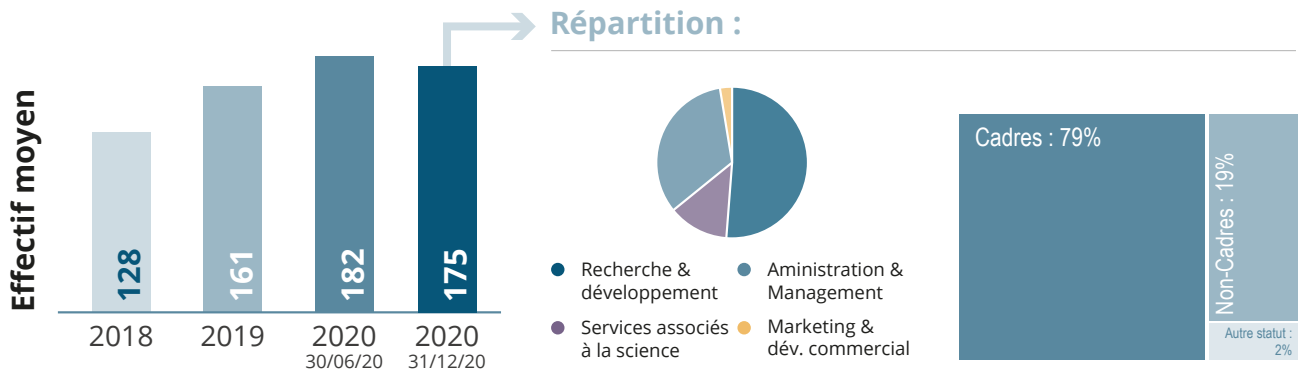 Effectif moyen
128
161
182
175
2018
2019
2020
30/06/20
2020
31/12/20
Répartition :
Recherche &
développement
Aministration &
Management
Services associés
à la science
Marketing &
dév. commercial
Cadres : 79%
Non-Cadres : 19%
Autre statut :
2%